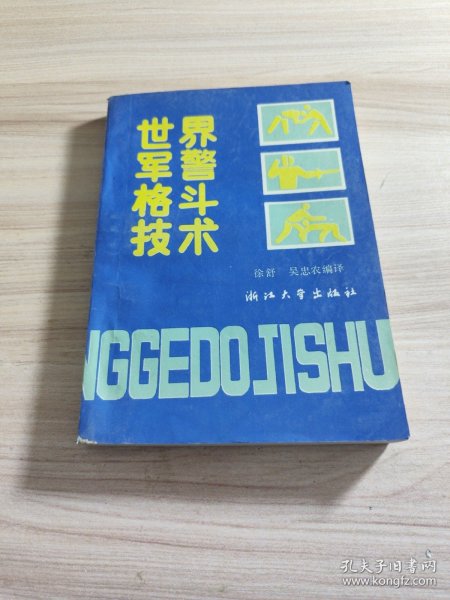 世界
军警
格斗
技术
徐舒 吴忠农编译
浙江大学出版社
NGGEDOJISHU
孔夫子旧书网
www.kongfz.com